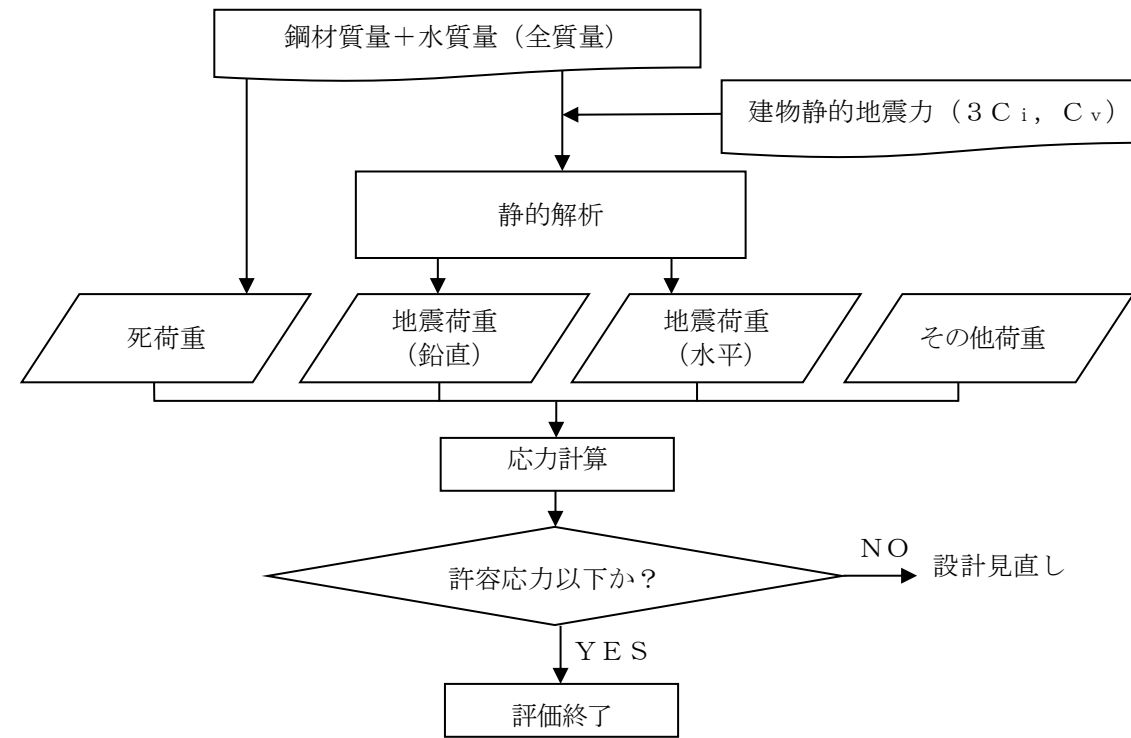 鋼材質量＋水質量（全質量）
建物静的地震力（３Ｃｉ，Ｃｖ）
静的解析
死荷重
地震荷重
（鉛直）
地震荷重
（水平）
その他荷重
応力計算
許容応力以下か？
ＮＯ
設計見直し
ＹＥＳ
評価終了